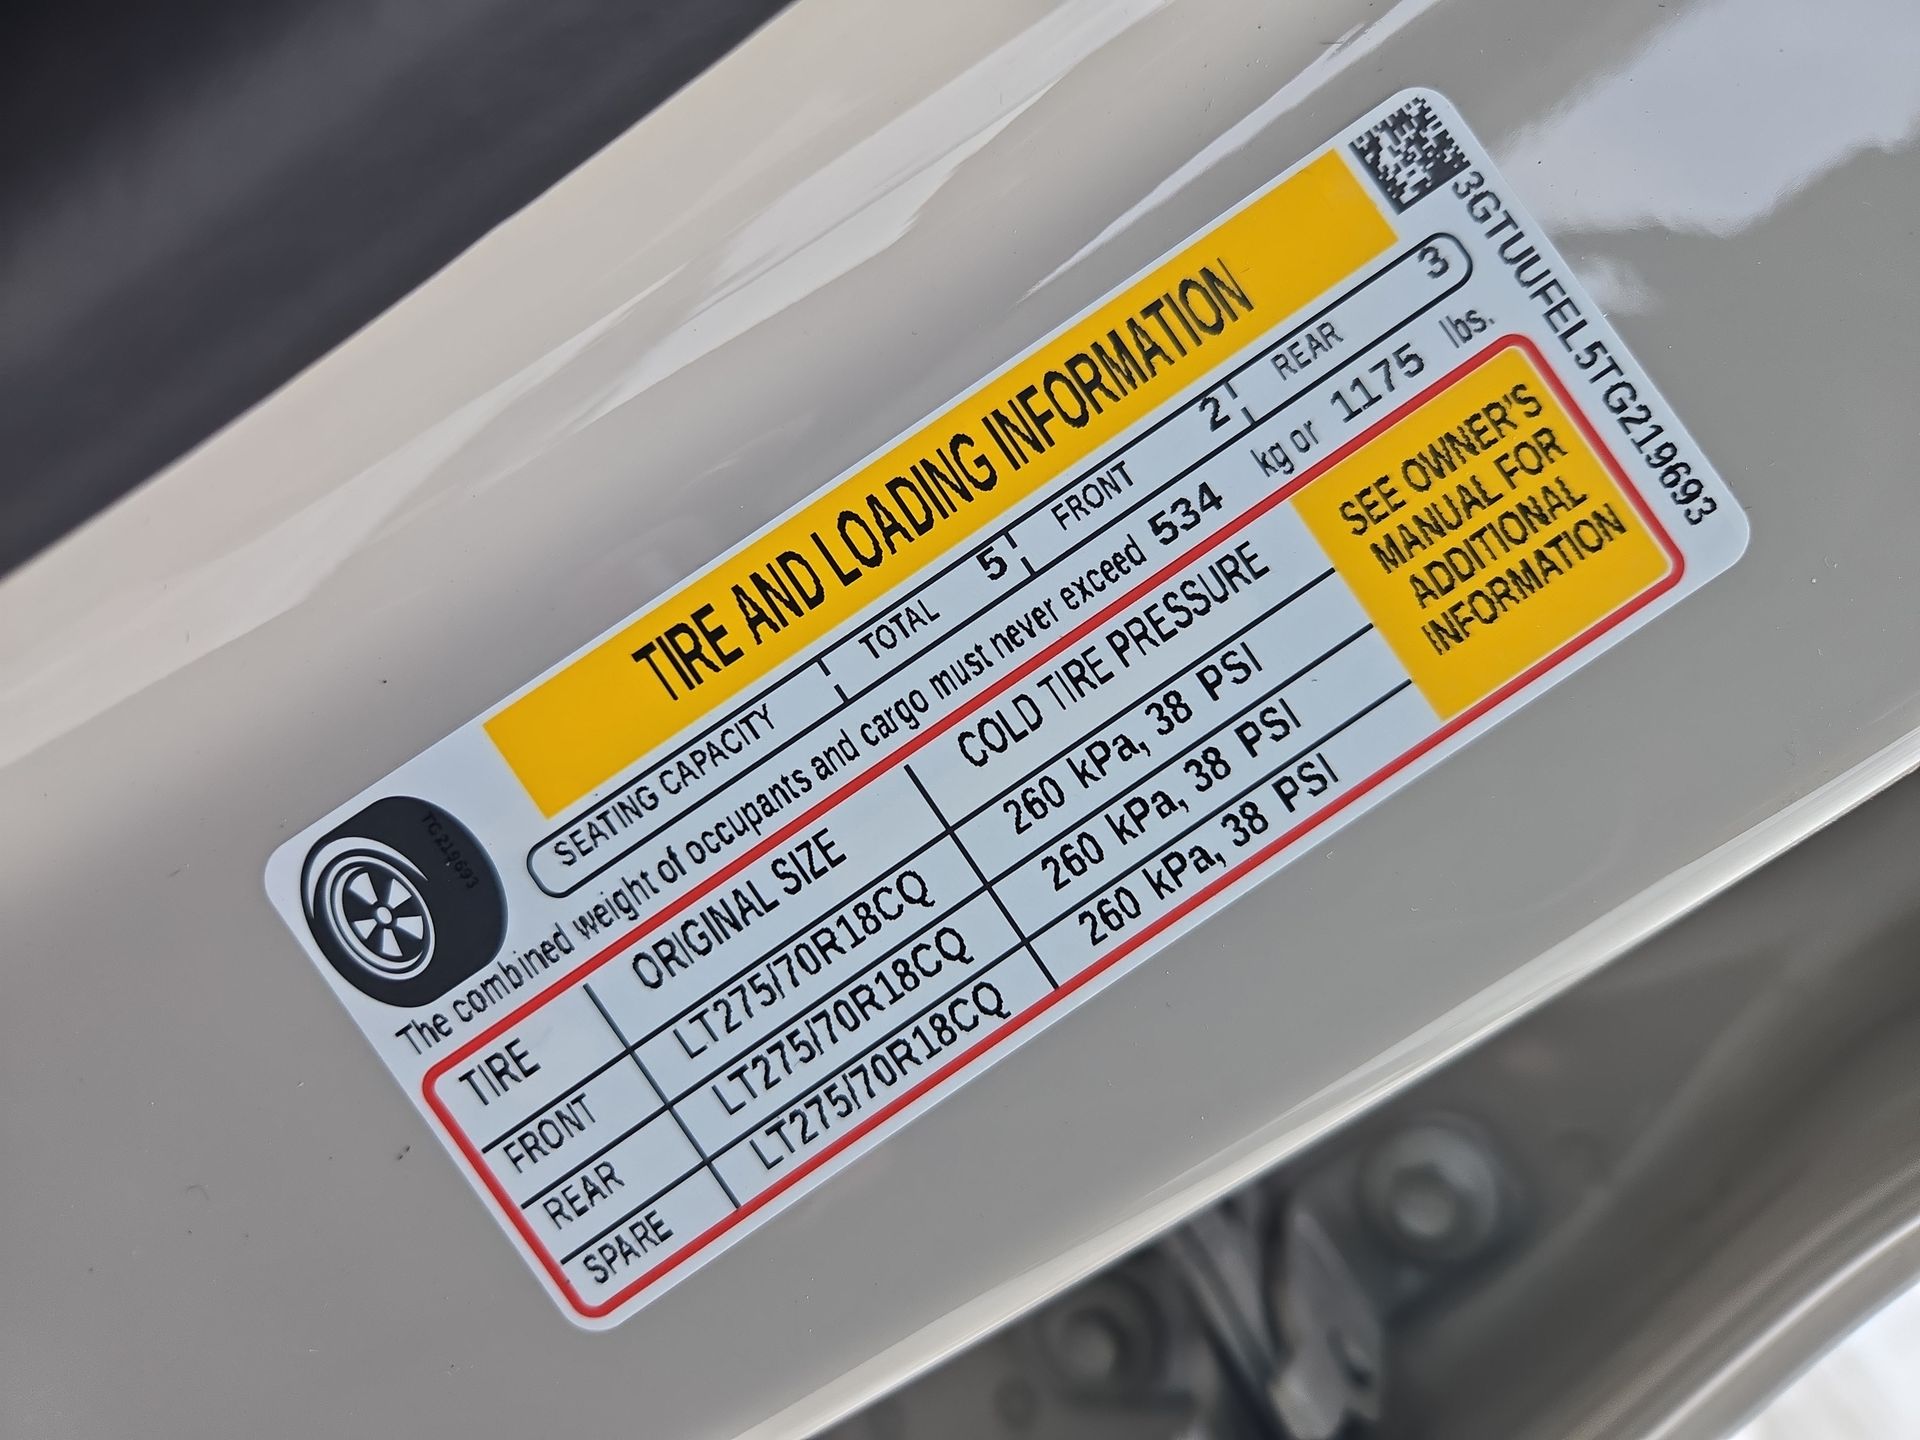 TIRE AND LOADING INFORMATION
SEATING CAPACITY TOTAL 5 FRONT 2 REAR 3
The combined weight of occupants and cargo must never exceed 534 kg or 1175 lbs.
TIRE ORIGINAL SIZE COLD TIRE PRESSURE
FRONT LT275/70R18CQ 260 kPa, 38 PSI
REAR LT275/70R18CQ 260 kPa, 38 PSI
SPARE LT275/70R18CQ 260 kPa, 38 PSI
SEE OWNER'S
MANUAL FOR
ADDITIONAL
INFORMATION
3GTUUFEL5TG219693
TG219693